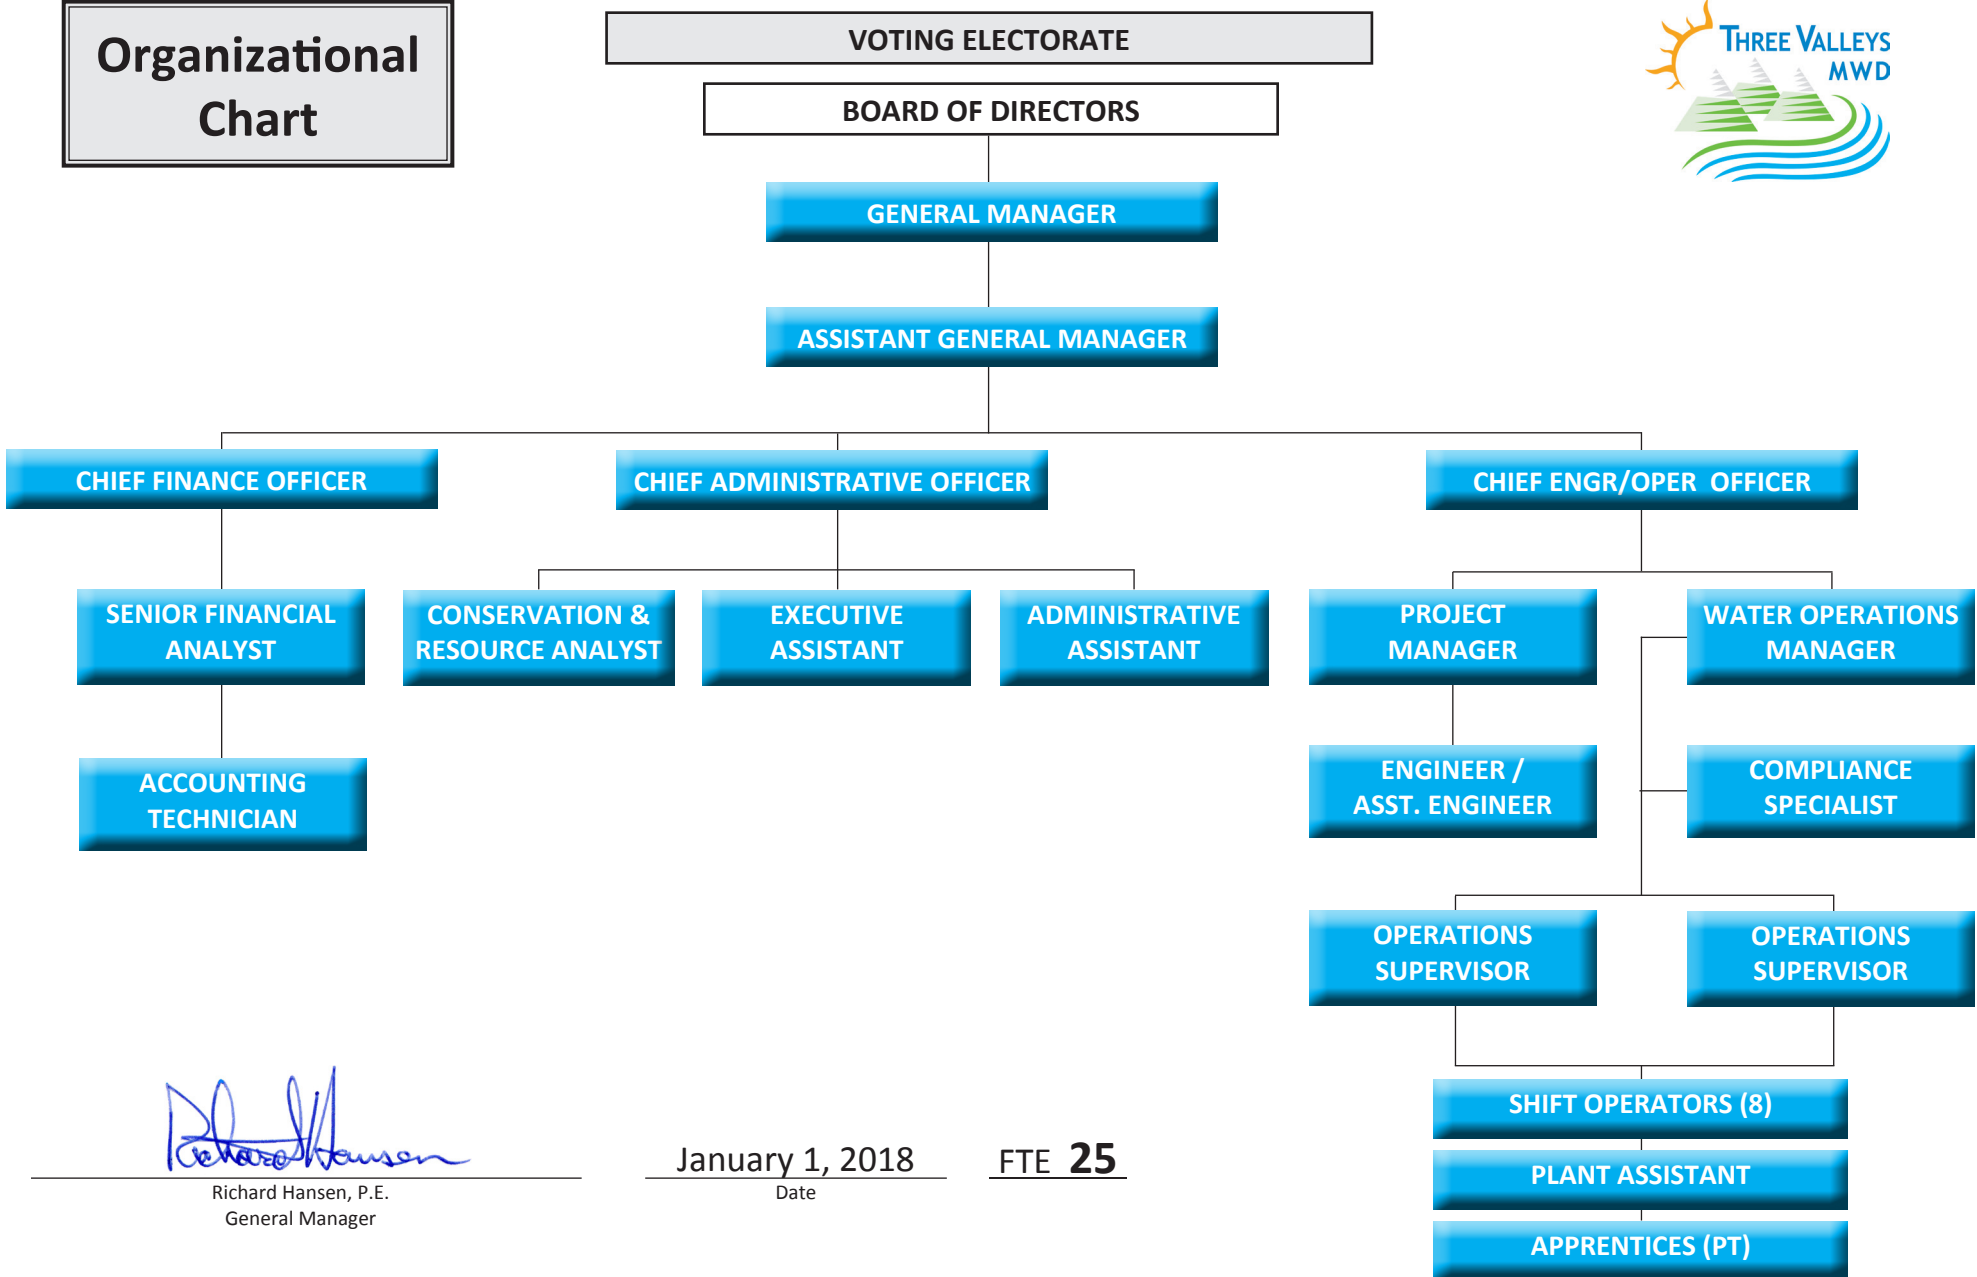 Organizational
Chart
VOTING ELECTORATE
BOARD OF DIRECTORS
THREE VALLEYS
MWD
GENERAL MANAGER
ASSISTANT GENERAL MANAGER
CHIEF FINANCE OFFICER
CHIEF ADMINISTRATIVE OFFICER
CHIEF ENGR/OPER OFFICER
SENIOR FINANCIAL
ANALYST
CONSERVATION &
RESOURCE ANALYST
EXECUTIVE
ASSISTANT
ADMINISTRATIVE
ASSISTANT
PROJECT
MANAGER
WATER OPERATIONS
MANAGER
ACCOUNTING
TECHNICIAN
ENGINEER /
ASST. ENGINEER
COMPLIANCE
SPECIALIST
OPERATIONS
SUPERVISOR
OPERATIONS
SUPERVISOR
SHIFT OPERATORS (8)
PLANT ASSISTANT
APPRENTICES (PT)
Richard Hansen
Richard Hansen, P.E.
General Manager
January 1, 2018
Date
FTE 25